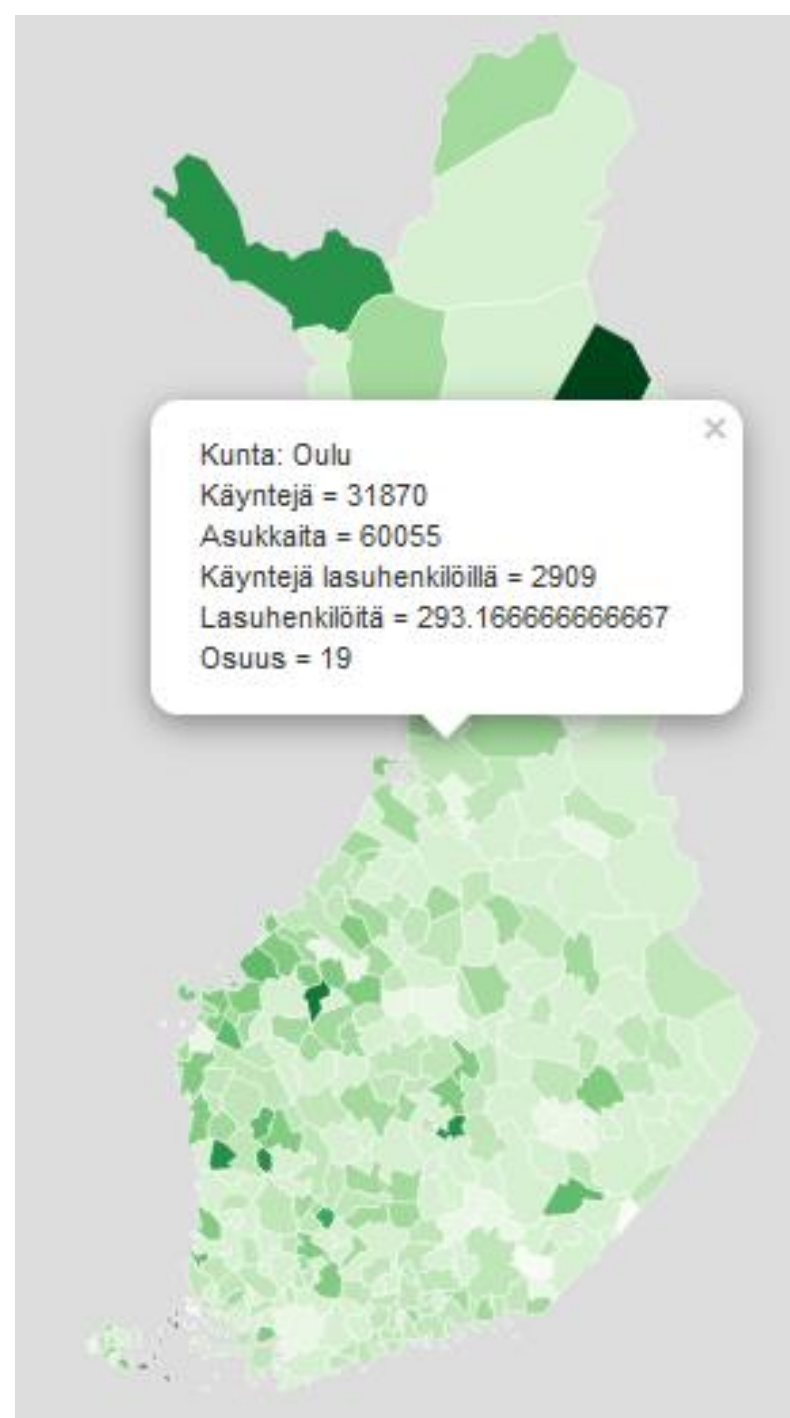 Kunta: Oulu
Käyntejä = 31870
Asukkaita = 60055
Käyntejä lasuhenkilöillä = 2909
Lasuhenkilöitä = 293.166666666667
Osuus = 19